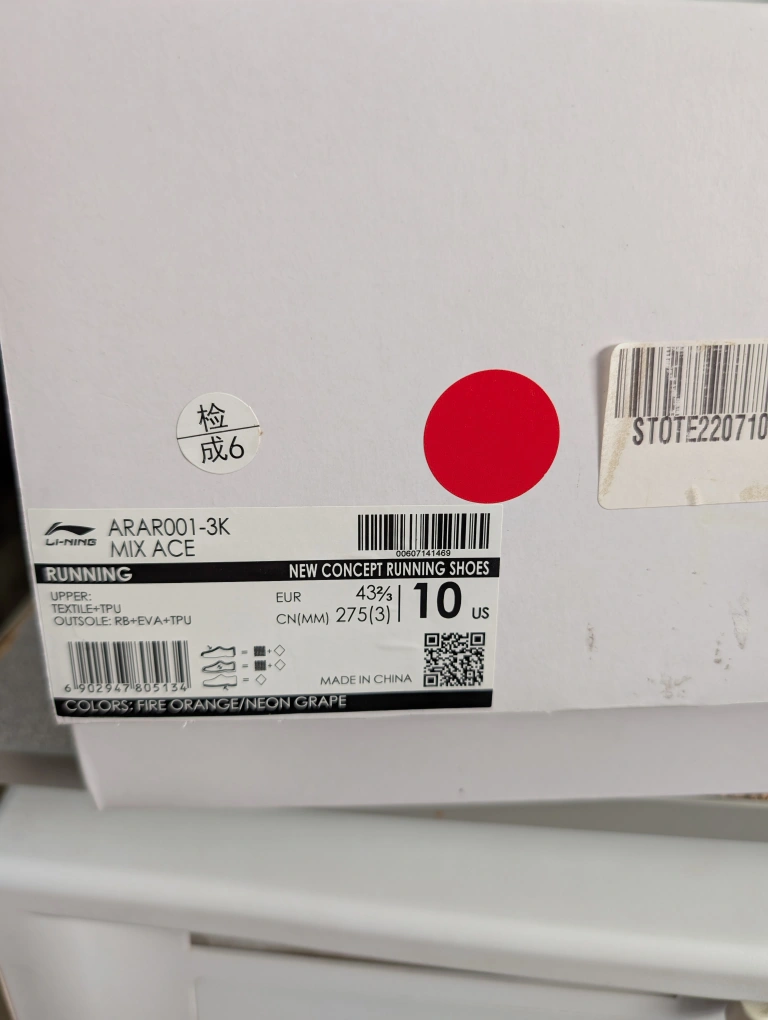 检
成6
STOTE220710
LI-NING
ARAR001-3K
MIX ACE
00607141469
RUNNING
NEW CONCEPT RUNNING SHOES
UPPER:
TEXTILE+TPU
OUTSOLE: RB+EVA+TPU
EUR 43⅔
CN(MM) 275(3)
10 US
6 902947 805134
= + 
= + 
=
MADE IN CHINA
COLORS: FIRE ORANGE/NEON GRAPE